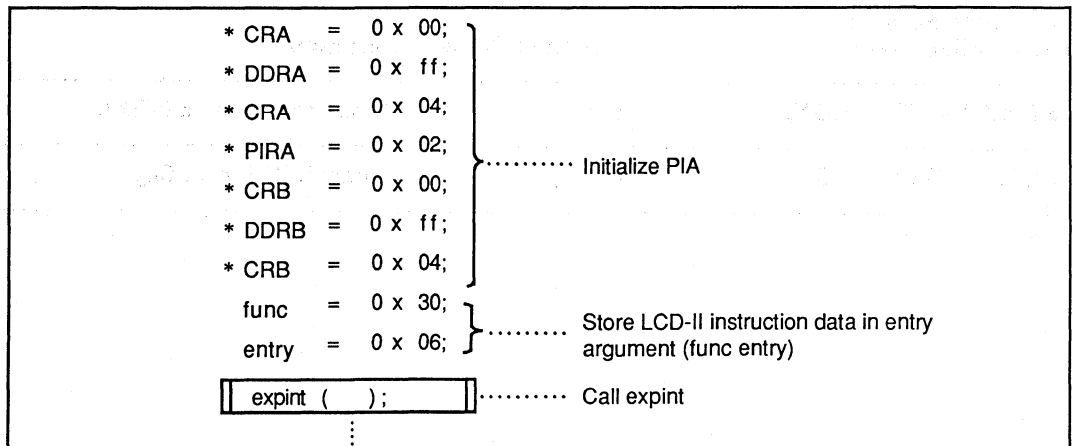 * CRA = 0 x 00;
* DDRA = 0 x ff;
* CRA = 0 x 04;
* PIRA = 0 x 02;
* CRB = 0 x 00;
* DDRB = 0 x ff;
* CRB = 0 x 04;
.......... Initialize PIA
func = 0 x 30;
entry = 0 x 06;
.......... Store LCD-II instruction data in entry
argument (func entry)
expint ( ); .......... Call expint